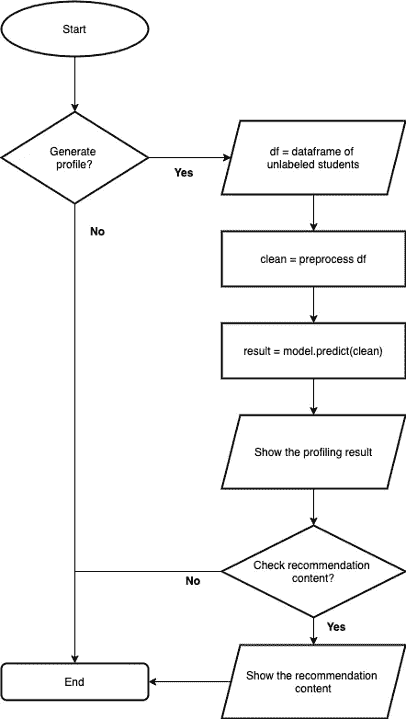 Start
Generate
profile?
Yes
df = dataframe of
unlabeled students
No
clean = preprocess df
result = model.predict(clean)
Show the profiling result
Check recommendation
content?
No
Yes
Show the recommendation
content
End